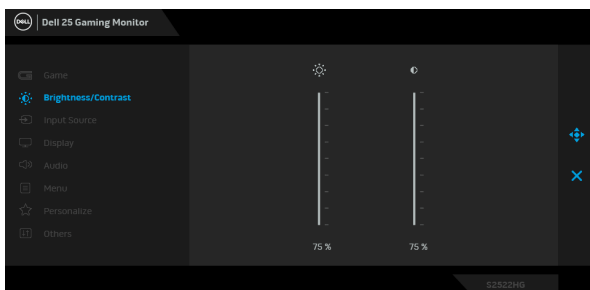 DELL Dell 25 Gaming Monitor
Game
Brightness/Contrast
Input Source
Display
Audio
Menu
Personalize
Others
75 % 75 %
S2522HG